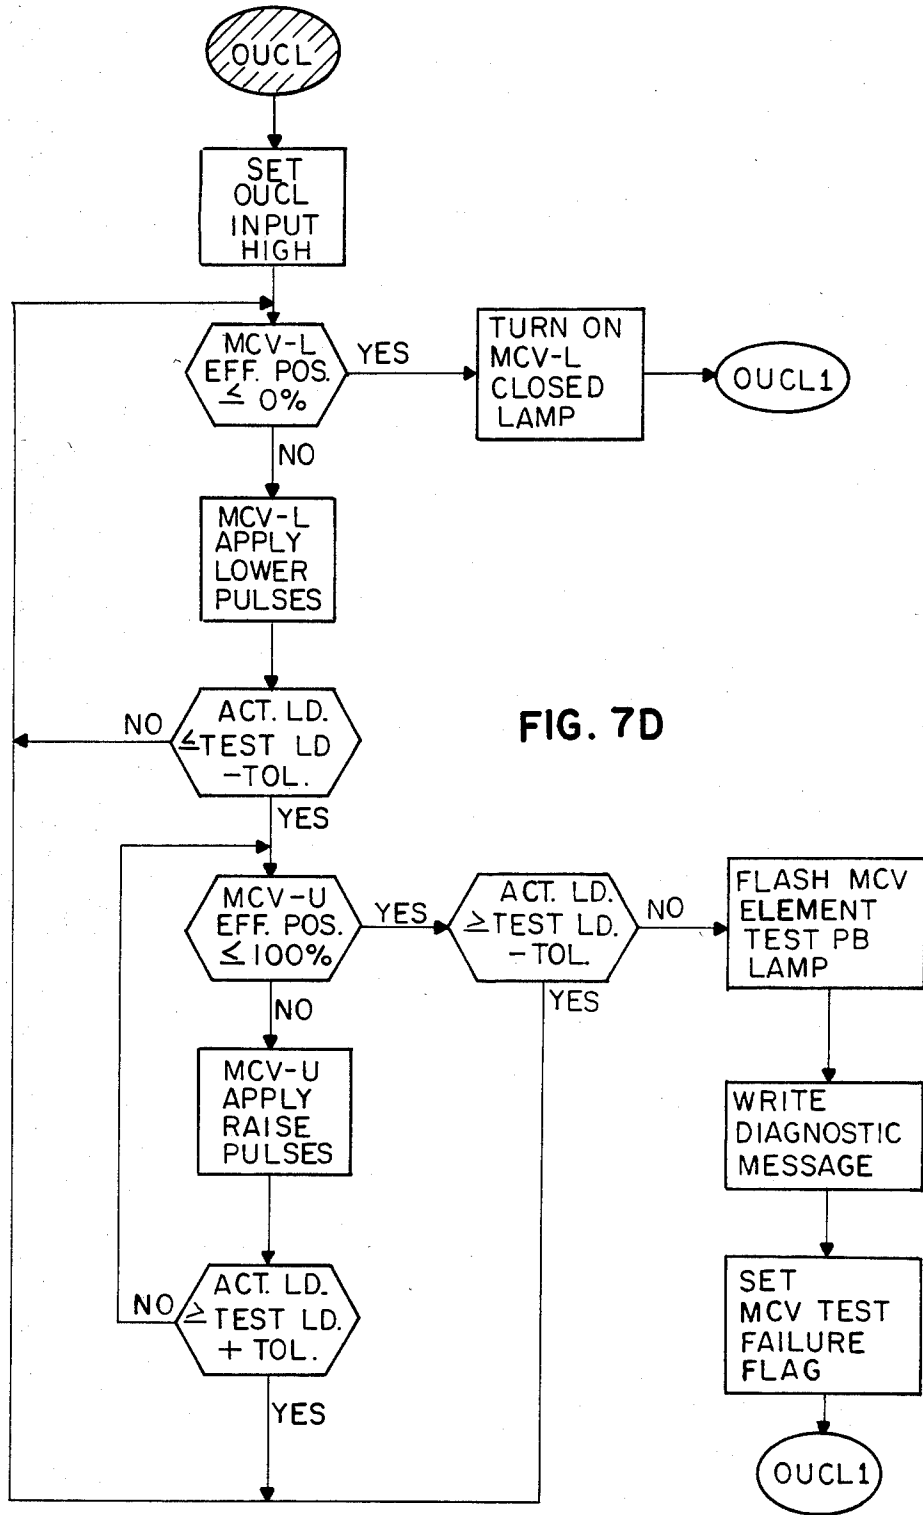 OUCL
SET
OUCL
INPUT
HIGH
MCV-L
EFF. POS.
≤ 0%
YES
TURN ON
MCV-L
CLOSED
LAMP
OUCL1
NO
MCV-L
APPLY
LOWER
PULSES
NO
ACT. LD.
≤TEST LD
-TOL.
FIG. 7D
YES
MCV-U
EFF. POS.
≤100%
YES
ACT. LD.
≥TEST LD.
-TOL.
NO
FLASH MCV
ELEMENT
TEST PB
LAMP
NO
YES
MCV-U
APPLY
RAISE
PULSES
WRITE
DIAGNOSTIC
MESSAGE
NO
ACT. LD.
≥TEST LD.
+ TOL.
SET
MCV TEST
FAILURE
FLAG
YES
OUCL1